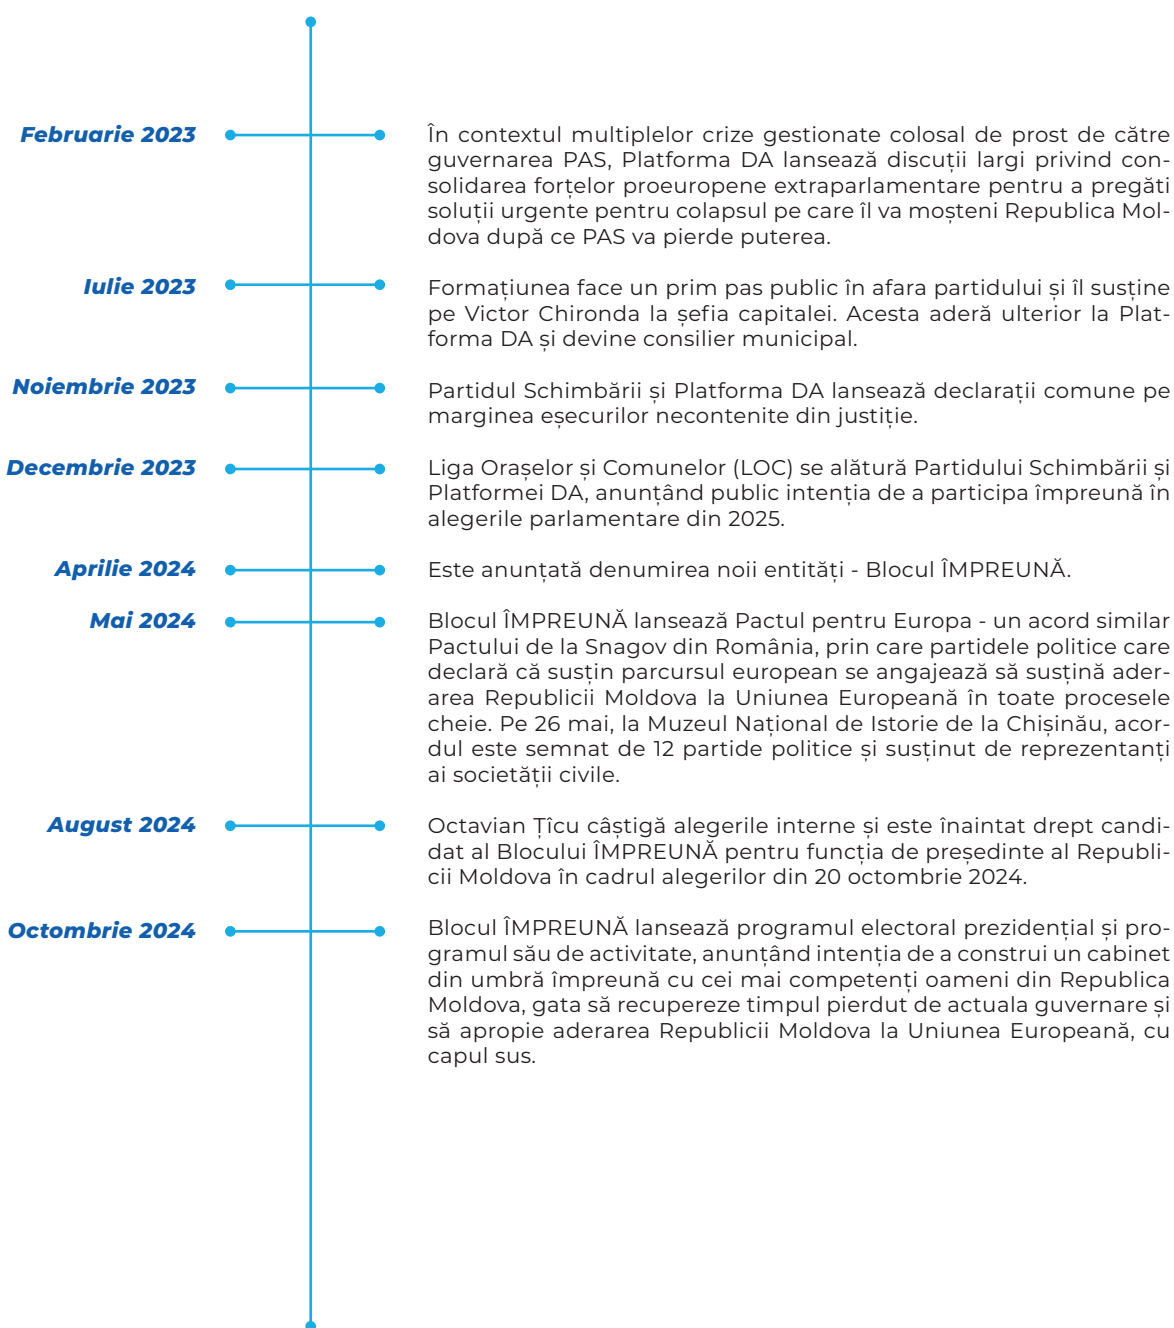 Februarie 2023
În contextul multiplelor crize gestionate colosal de prost de către
guvernarea PAS, Platforma DA lansează discuții largi privind con-
solidarea forțelor proeuropene extraparlamentare pentru a pregăti
soluții urgente pentru colapsul pe care îl va moșteni Republica Mol-
dova după ce PAS va pierde puterea.
Iulie 2023
Formațiunea face un prim pas public în afara partidului și îl susține
pe Victor Chironda la șefia capitalei. Acesta aderă ulterior la Plat-
forma DA și devine consilier municipal.
Noiembrie 2023
Partidul Schimbării și Platforma DA lansează declarații comune pe
marginea eșecurilor necontenite din justiție.
Decembrie 2023
Liga Orașelor și Comunelor (LOC) se alătură Partidului Schimbării și
Platformei DA, anunțând public intenția de a participa împreună în
alegerile parlamentare din 2025.
Aprilie 2024
Este anunțată denumirea noii entități - Blocul ÎMPREUNĂ.
Mai 2024
Blocul ÎMPREUNĂ lansează Pactul pentru Europa - un acord similar
Pactului de la Snagov din România, prin care partidele politice care
declară că susțin parcursul european se angajează să susțină ader-
area Republicii Moldova la Uniunea Europeană în toate procesele
cheie. Pe 26 mai, la Muzeul Național de Istorie de la Chișinău, acor-
dul este semnat de 12 partide politice și susținut de reprezentanți
ai societății civile.
August 2024
Octavian Țîcu câștigă alegerile interne și este înaintat drept candi-
dat al Blocului ÎMPREUNĂ pentru funcția de președinte al Republi-
cii Moldova în cadrul alegerilor din 20 octombrie 2024.
Octombrie 2024
Blocul ÎMPREUNĂ lansează programul electoral prezidențial și pro-
gramul său de activitate, anunțând intenția de a construi un cabinet
din umbră împreună cu cei mai competenți oameni din Republica
Moldova, gata să recupereze timpul pierdut de actuala guvernare și
să apropie aderarea Republicii Moldova la Uniunea Europeană, cu
capul sus.